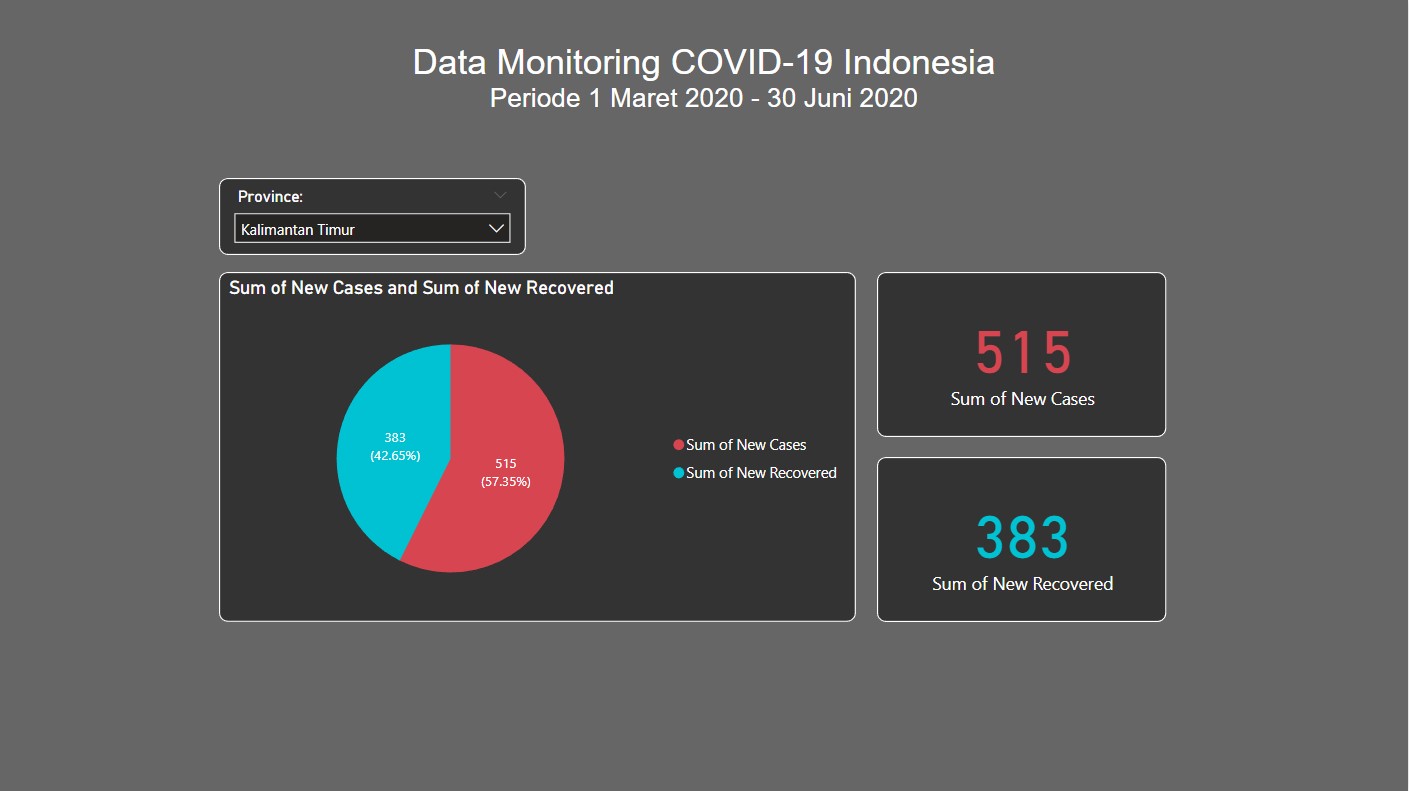 Data Monitoring COVID-19 Indonesia
Periode 1 Maret 2020 - 30 Juni 2020
Province:
Kalimantan Timur
Sum of New Cases and Sum of New Recovered
383
(42.65%)
515
(57.35%)
Sum of New Cases
Sum of New Recovered
515
Sum of New Cases
383
Sum of New Recovered